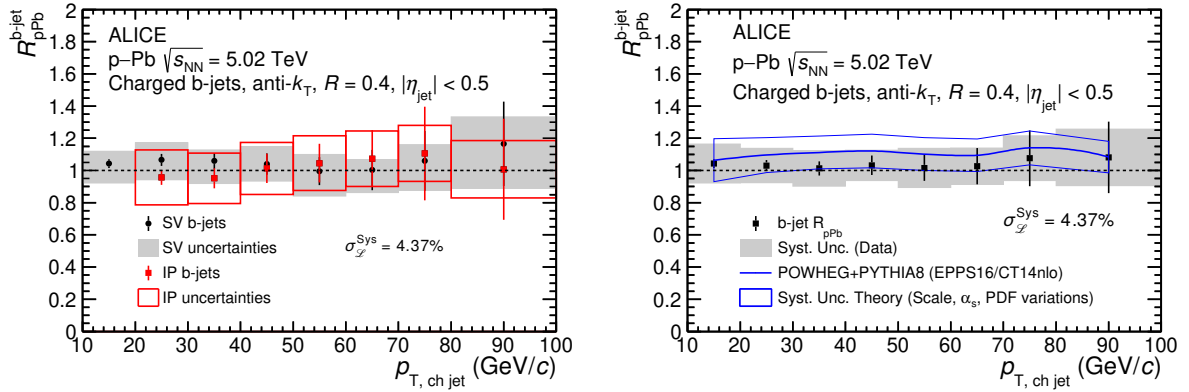 R_pPb^b-jet
2
1.8
1.6
1.4
1.2
1
0.8
0.6
0.4
0.2
0
ALICE
p−Pb √s_NN = 5.02 TeV
Charged b-jets, anti-k_T, R = 0.4, |η_jet| < 0.5
SV b-jets
SV uncertainties
IP b-jets
IP uncertainties
σ_ℒ^Sys = 4.37%
10 20 30 40 50 60 70 80 90 100
p_T, ch jet (GeV/c)
R_pPb^b-jet
2
1.8
1.6
1.4
1.2
1
0.8
0.6
0.4
0.2
0
ALICE
p−Pb √s_NN = 5.02 TeV
Charged b-jets, anti-k_T, R = 0.4, |η_jet| < 0.5
σ_ℒ^Sys = 4.37%
b-jet R_pPb
Syst. Unc. (Data)
POWHEG+PYTHIA8 (EPPS16/CT14nlo)
Syst. Unc. Theory (Scale, α_s, PDF variations)
10 20 30 40 50 60 70 80 90 100
p_T, ch jet (GeV/c)